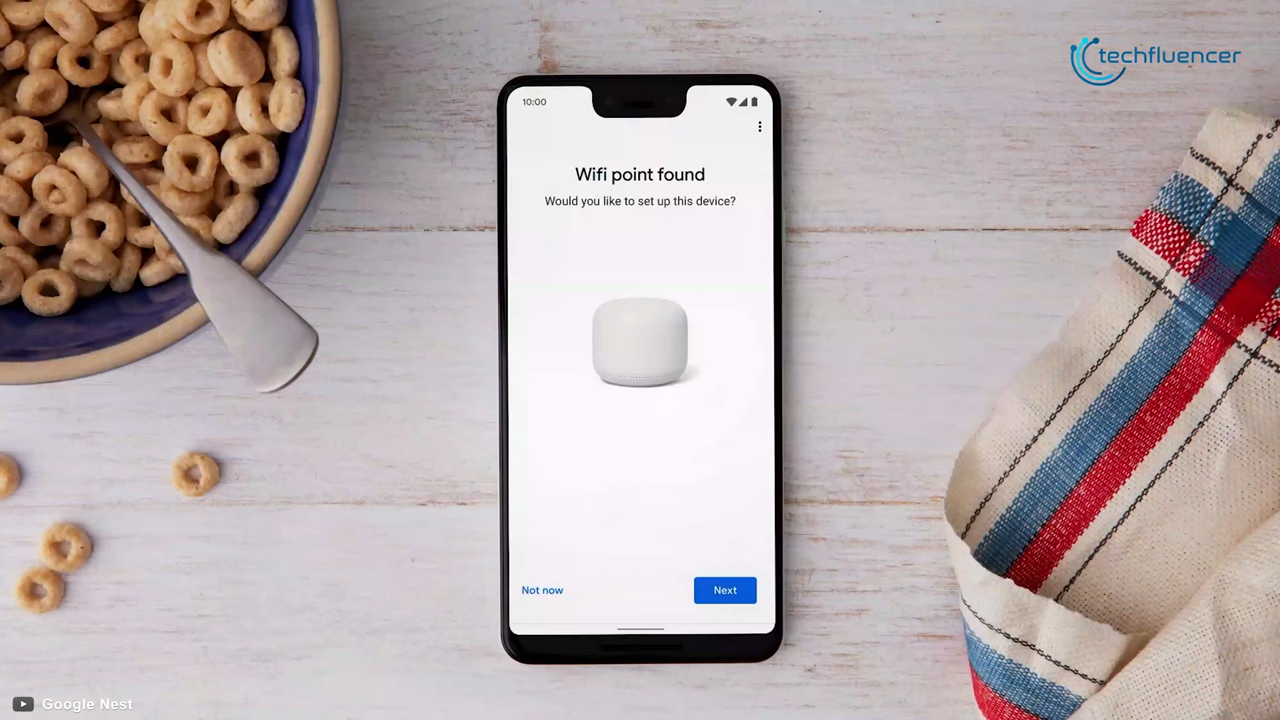 techfluencer
10:00
Wifi point found
Would you like to set up this device?
Not now
Next
Google Nest